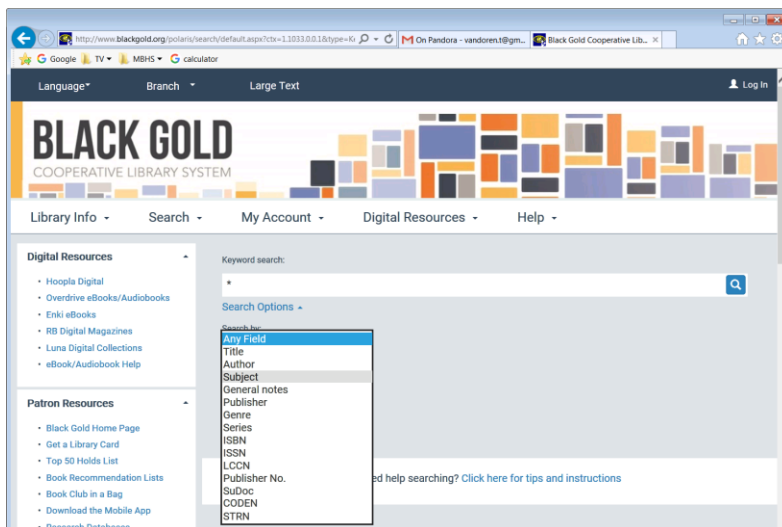 http://www.blackgold.org/polaris/search/default.aspx?ctx=1.1033.0.0.1&type=Ke
On Pandora - vandoren.t@gm...
Black Gold Cooperative Lib...
Google TV MBHS calculator
Language Branch Large Text Log In
BLACK GOLD
COOPERATIVE LIBRARY SYSTEM
Library Info Search My Account Digital Resources Help
Digital Resources
Hoopla Digital
Overdrive eBooks/Audiobooks
Enki eBooks
RB Digital Magazines
Luna Digital Collections
eBook/Audiobook Help
Patron Resources
Black Gold Home Page
Get a Library Card
Top 50 Holds List
Book Recommendation Lists
Book Club in a Bag
Download the Mobile App
Research Databases
Keyword search:
*
Search Options
Search by:
Any Field
Title
Author
Subject
General notes
Publisher
Genre
Series
ISBN
ISSN
LCCN
Publisher No.
SuDoc
CODEN
STRN
ed help searching? Click here for tips and instructions